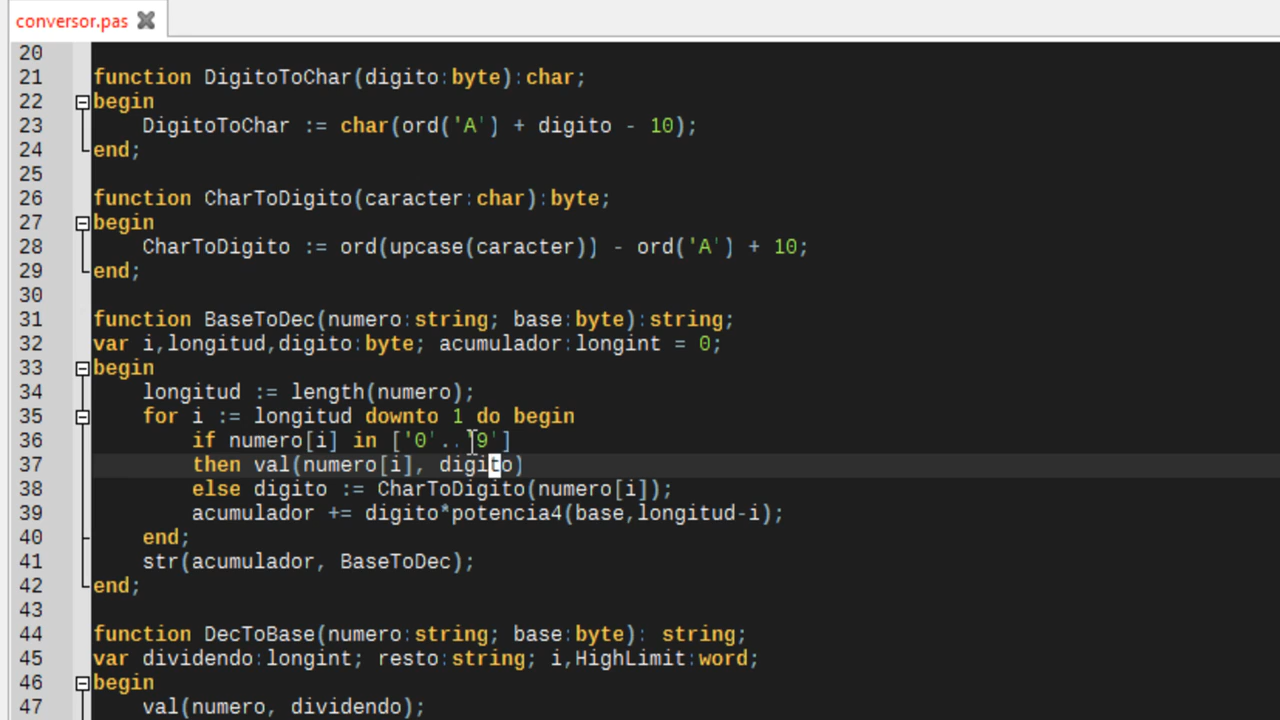 conversor.pas
20
21 function DigitoToChar(digito:byte):char;
22 begin
23     DigitoToChar := char(ord('A') + digito - 10);
24 end;
25
26 function CharToDigito(caracter:char):byte;
27 begin
28     CharToDigito := ord(upcase(caracter)) - ord('A') + 10;
29 end;
30
31 function BaseToDec(numero:string; base:byte):string;
32 var i,longitud,digito:byte; acumulador:longint = 0;
33 begin
34     longitud := length(numero);
35     for i := longitud downto 1 do begin
36         if numero[i] in ['0'..'9']
37         then val(numero[i], digito)
38         else digito := CharToDigito(numero[i]);
39         acumulador += digito*potencia4(base,longitud-i);
40     end;
41     str(acumulador, BaseToDec);
42 end;
43
44 function DecToBase(numero:string; base:byte): string;
45 var dividendo:longint; resto:string; i,HighLimit:word;
46 begin
47     val(numero, dividendo);